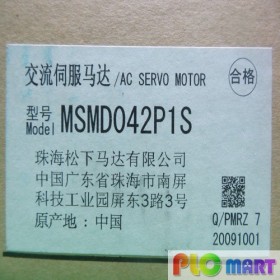 交流伺服马达/AC SERVO MOTOR
合格
型号
Model MSMD042P1S
珠海松下马达有限公司
中国广东省珠海市南屏
科技工业园屏东3路3号
原产地:中国
Q/PMRZ 7
20091001
PLC MART